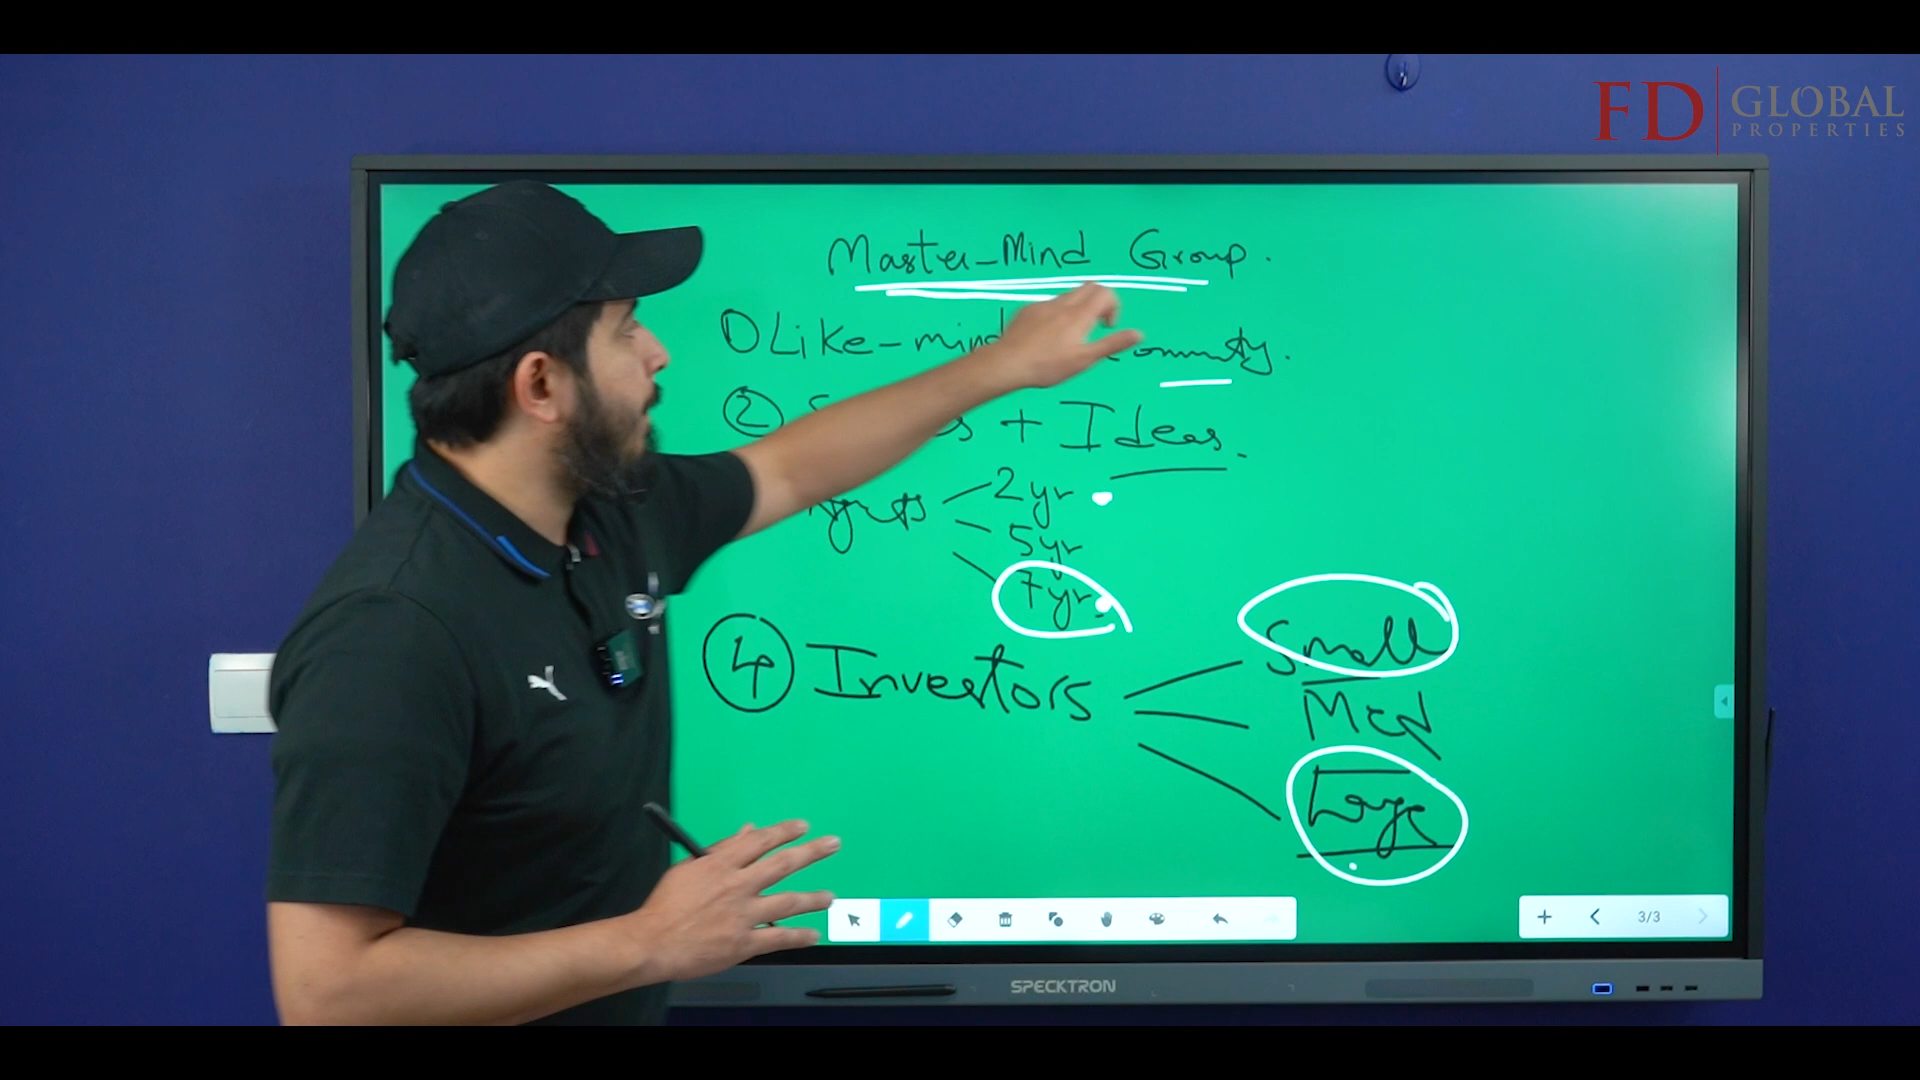 FD GLOBAL
PROPERTIES
Master-Mind Group.
① Like-mind Community.
② + Ideas.
2yr
5yr
7yr.
④ Investors
Small
Med
Large
3/3
SPECKTRON